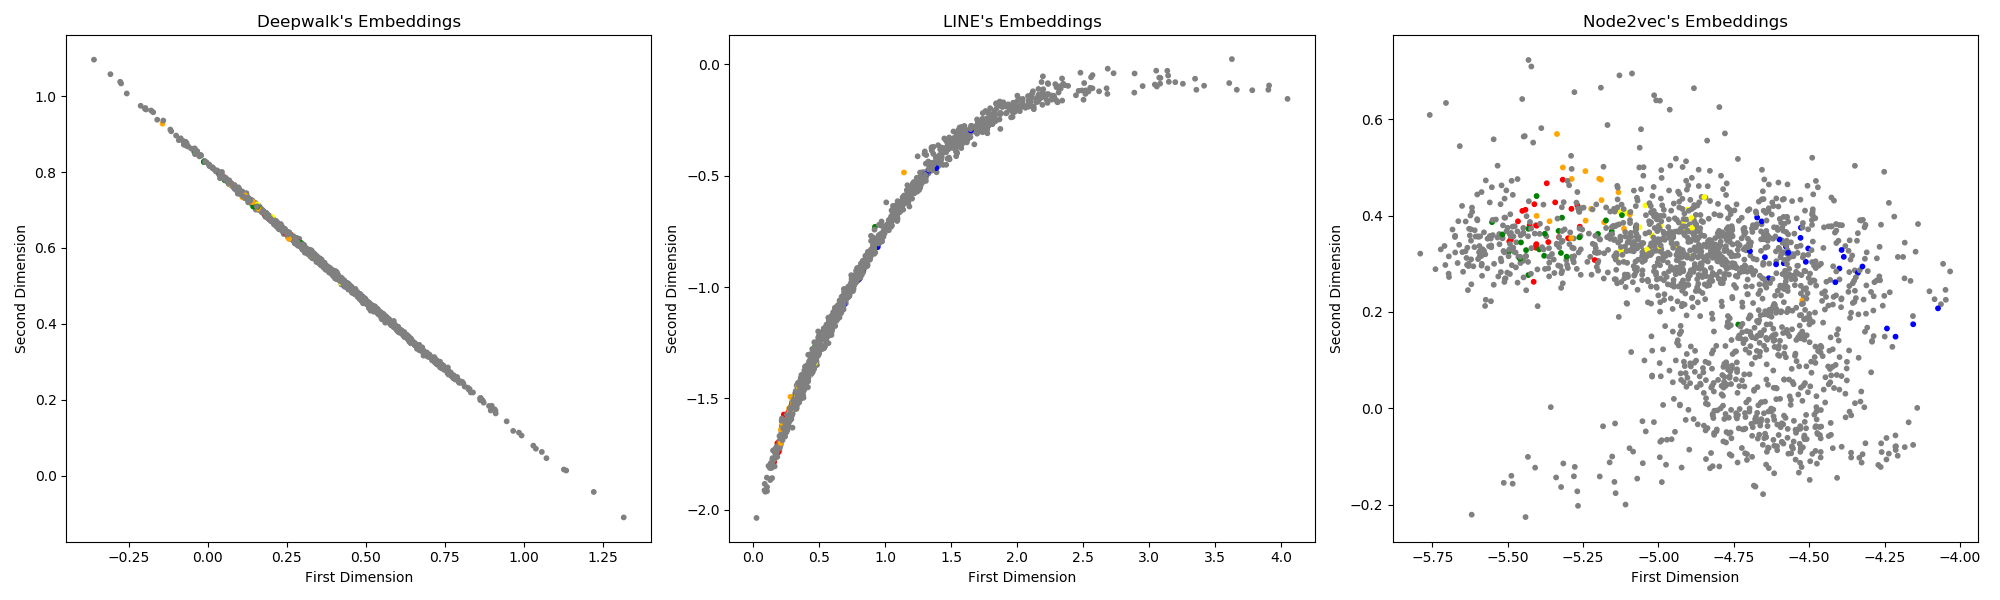 Deepwalk's Embeddings
1.0
0.8
0.6
0.4
0.2
0.0
Second Dimension
−0.25 0.00 0.25 0.50 0.75 1.00 1.25
First Dimension
LINE's Embeddings
0.0
−0.5
−1.0
−1.5
−2.0
Second Dimension
0.0 0.5 1.0 1.5 2.0 2.5 3.0 3.5 4.0
First Dimension
Node2vec's Embeddings
0.6
0.4
0.2
0.0
−0.2
Second Dimension
−5.75 −5.50 −5.25 −5.00 −4.75 −4.50 −4.25 −4.00
First Dimension